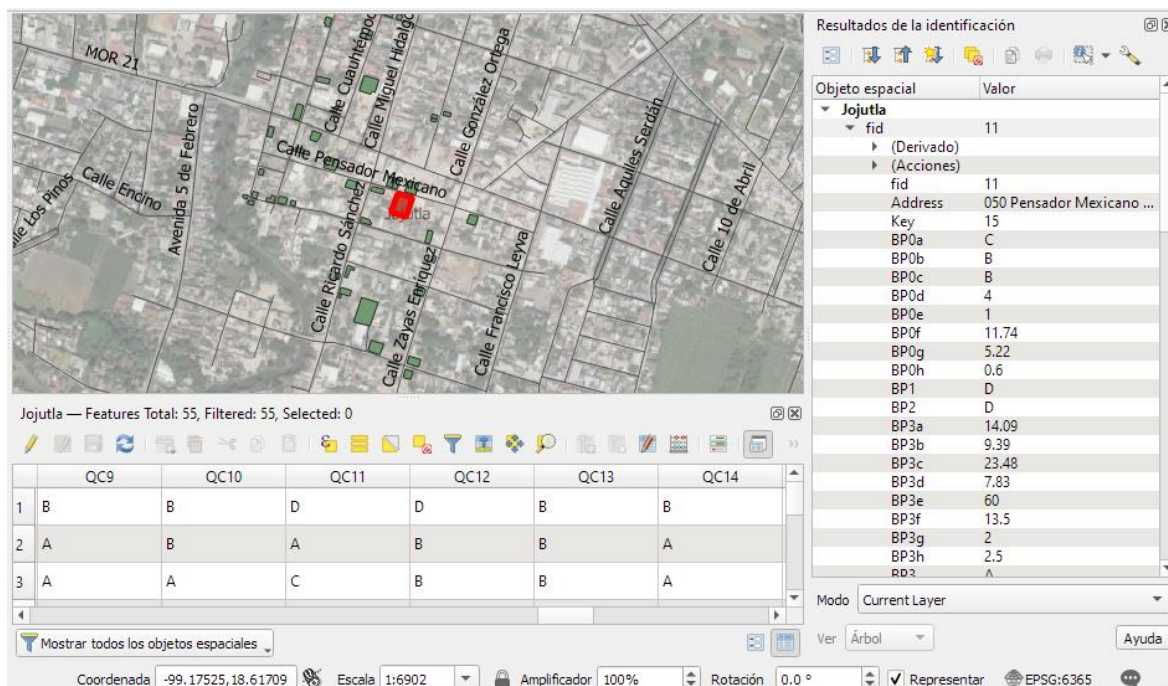 MOR 21
Calle Cuauhtémoc
Calle Miguel Hidalgo
Calle González Ortega
Calle Pensador Mexicano
Avenida 5 de Febrero
Calle Encino
Los Pinos
Jojutla
Calle Ricardo Sánchez
Calle Zayas Enriquez
Calle Francisco Leyva
Calle Aquiles Serdán
Calle 10 de Abril
Resultados de la identificación
Objeto espacial Valor
Jojutla
fid 11
(Derivado)
(Acciones)
fid 11
Address 050 Pensador Mexicano ...
Key 15
BP0a C
BP0b B
BP0c B
BP0d 4
BP0e 1
BP0f 11.74
BP0g 5.22
BP0h 0.6
BP1 D
BP2 D
BP3a 14.09
BP3b 9.39
BP3c 23.48
BP3d 7.83
BP3e 60
BP3f 13.5
BP3g 2
BP3h 2.5
BP3 A
Modo Current Layer
Ver Árbol Ayuda
Jojutla — Features Total: 55, Filtered: 55, Selected: 0
QC9 QC10 QC11 QC12 QC13 QC14
1 B B D D B B
2 A B A B B A
3 A A C B B A
Mostrar todos los objetos espaciales
Coordenada -99.17525,18.61709 Escala 1:6902 Amplificador 100% Rotación 0.0 ° Representar EPSG:6365